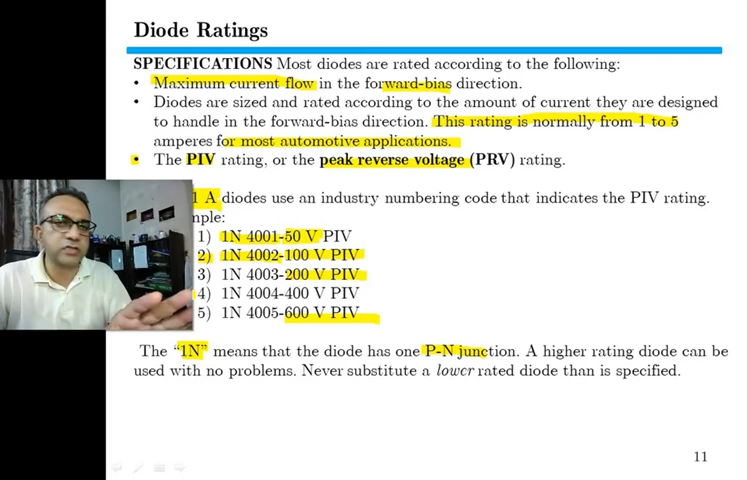 Diode Ratings
SPECIFICATIONS Most diodes are rated according to the following:
• Maximum current flow in the forward-bias direction.
• Diodes are sized and rated according to the amount of current they are designed
to handle in the forward-bias direction. This rating is normally from 1 to 5
amperes for most automotive applications.
• The PIV rating, or the peak reverse voltage (PRV) rating.
1 A diodes use an industry numbering code that indicates the PIV rating.
1) 1N 4001-50 V PIV
2) 1N 4002-100 V PIV
3) 1N 4003-200 V PIV
4) 1N 4004-400 V PIV
5) 1N 4005-600 V PIV
The “1N” means that the diode has one P-N junction. A higher rating diode can be
used with no problems. Never substitute a lower rated diode than is specified.
11